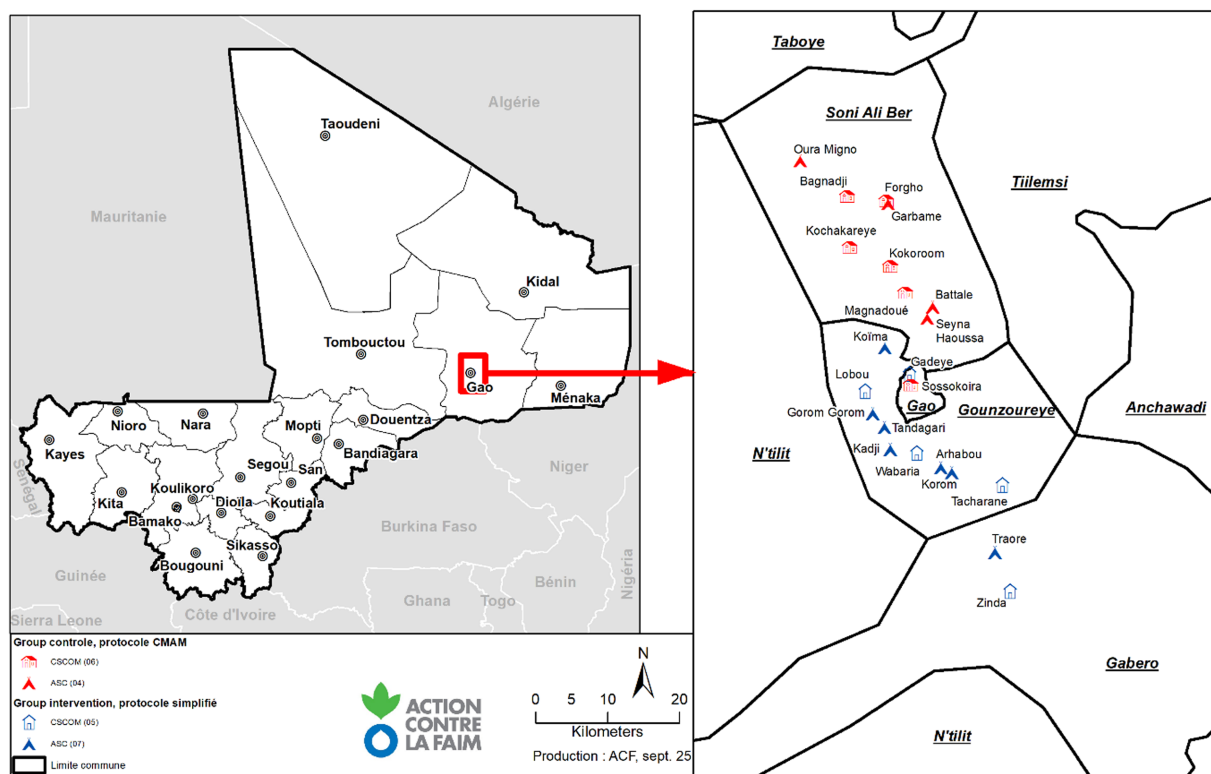 Algérie
Taoudeni
Mauritanie
Kidal
Tombouctou
Gao
Ménaka
Nioro
Nara
Mopti
Douentza
Kayes
Segou
San
Bandiagara
Niger
Sénégal
Kita
Koulikoro
Dioïla
Koutiala
Bamako
Burkina Faso
Sikasso
Bougouni
Guinée
Bénin
Nigéria
Sierra Leone
Côte d'Ivoire
Ghana
Togo
Group controle, protocole CMAM
CSCOM (06)
ASC (04)
Group intervention, protocole simplifié
CSCOM (05)
ASC (07)
Limite commune
ACTION
CONTRE
LA FAIM
N
0 5 10 20
Kilometers
Production : ACF, sept. 25
Taboye
Soni Ali Ber
Oura Migno
Bagnadji
Forgho
Garbame
Tiilemsi
Kochakareye
Kokoroom
Magnadoué
Battale
Seyna
Haoussa
Koïma
Gadeye
Lobou
Sossokoira
Gao
Gounzoureye
Anchawadi
Gorom Gorom
Tandagari
N'tilit
Kadji
Wabaria
Arhabou
Korom
Tacharane
Traore
Zinda
Gabero
N'tilit